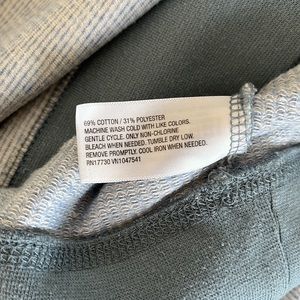 69% COTTON / 31% POLYESTER
MACHINE WASH COLD WITH LIKE COLORS.
GENTLE CYCLE. ONLY NON-CHLORINE
BLEACH WHEN NEEDED. TUMBLE DRY LOW.
REMOVE PROMPTLY. COOL IRON WHEN NEEDED.
RN17730 VN1047541